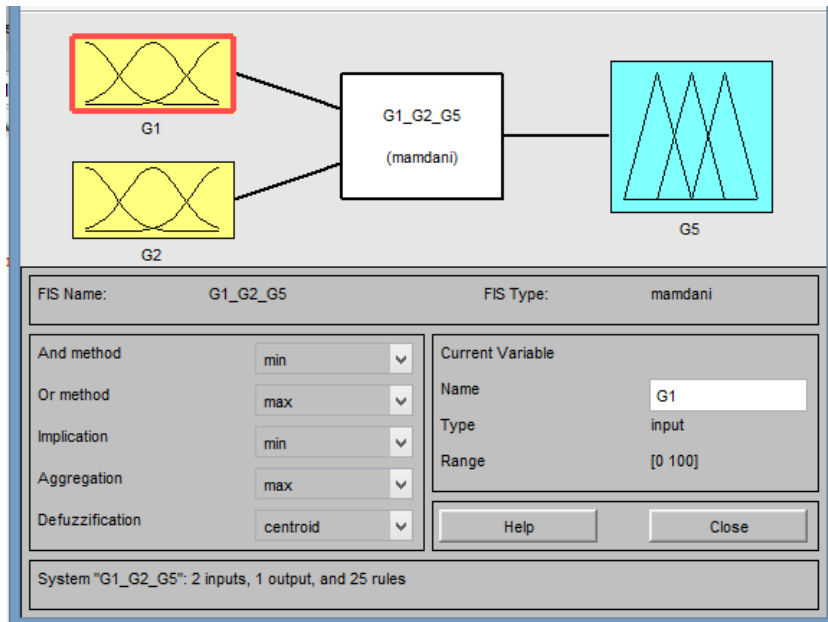 G1
G1_G2_G5
(mamdani)
G5
G2
FIS Name: G1_G2_G5 FIS Type: mamdani
And method min
Or method max
Implication min
Aggregation max
Defuzzification centroid
Current Variable
Name G1
Type input
Range [0 100]
Help Close
System "G1_G2_G5": 2 inputs, 1 output, and 25 rules